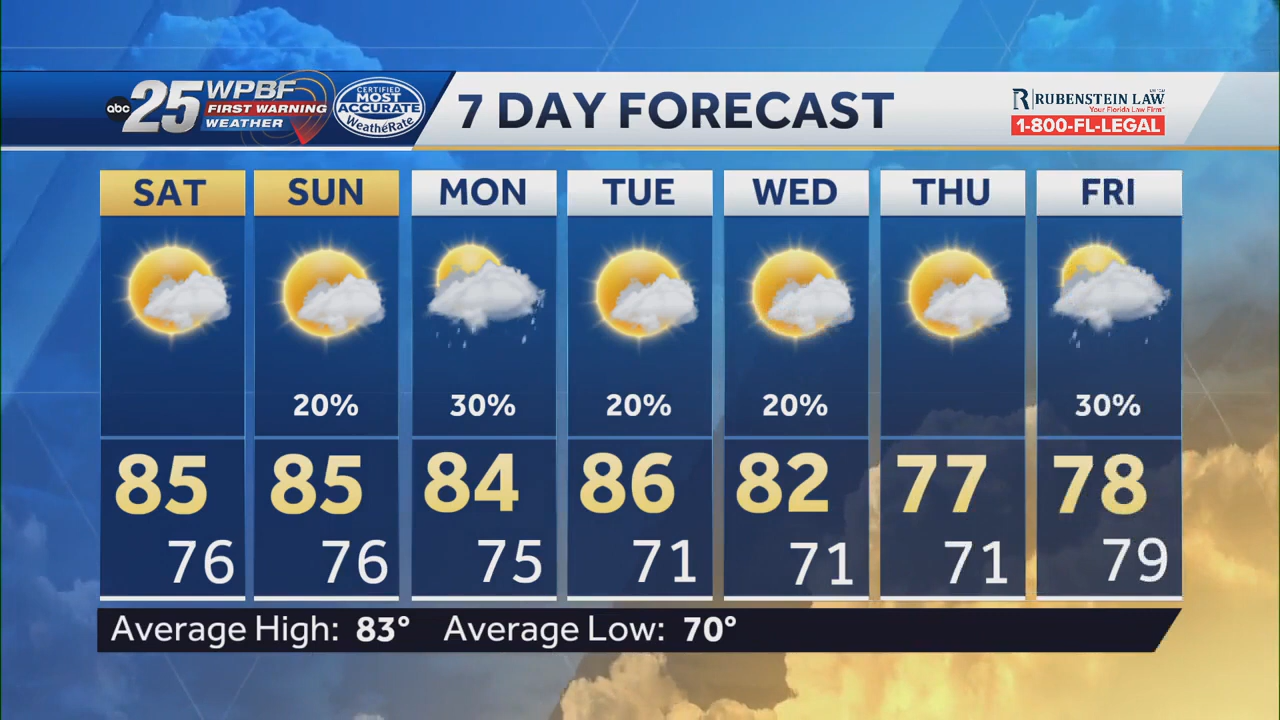 abc 25 WPBF
FIRST WARNING
WEATHER
CERTIFIED
MOST
ACCURATE
WeatheRate
7 DAY FORECAST
RUBENSTEIN LAW
Your Florida Law Firm
1-800-FL-LEGAL
SAT SUN MON TUE WED THU FRI
20% 30% 20% 20% 30%
85 85 84 86 82 77 78
76 76 75 71 71 71 79
Average High: 83° Average Low: 70°